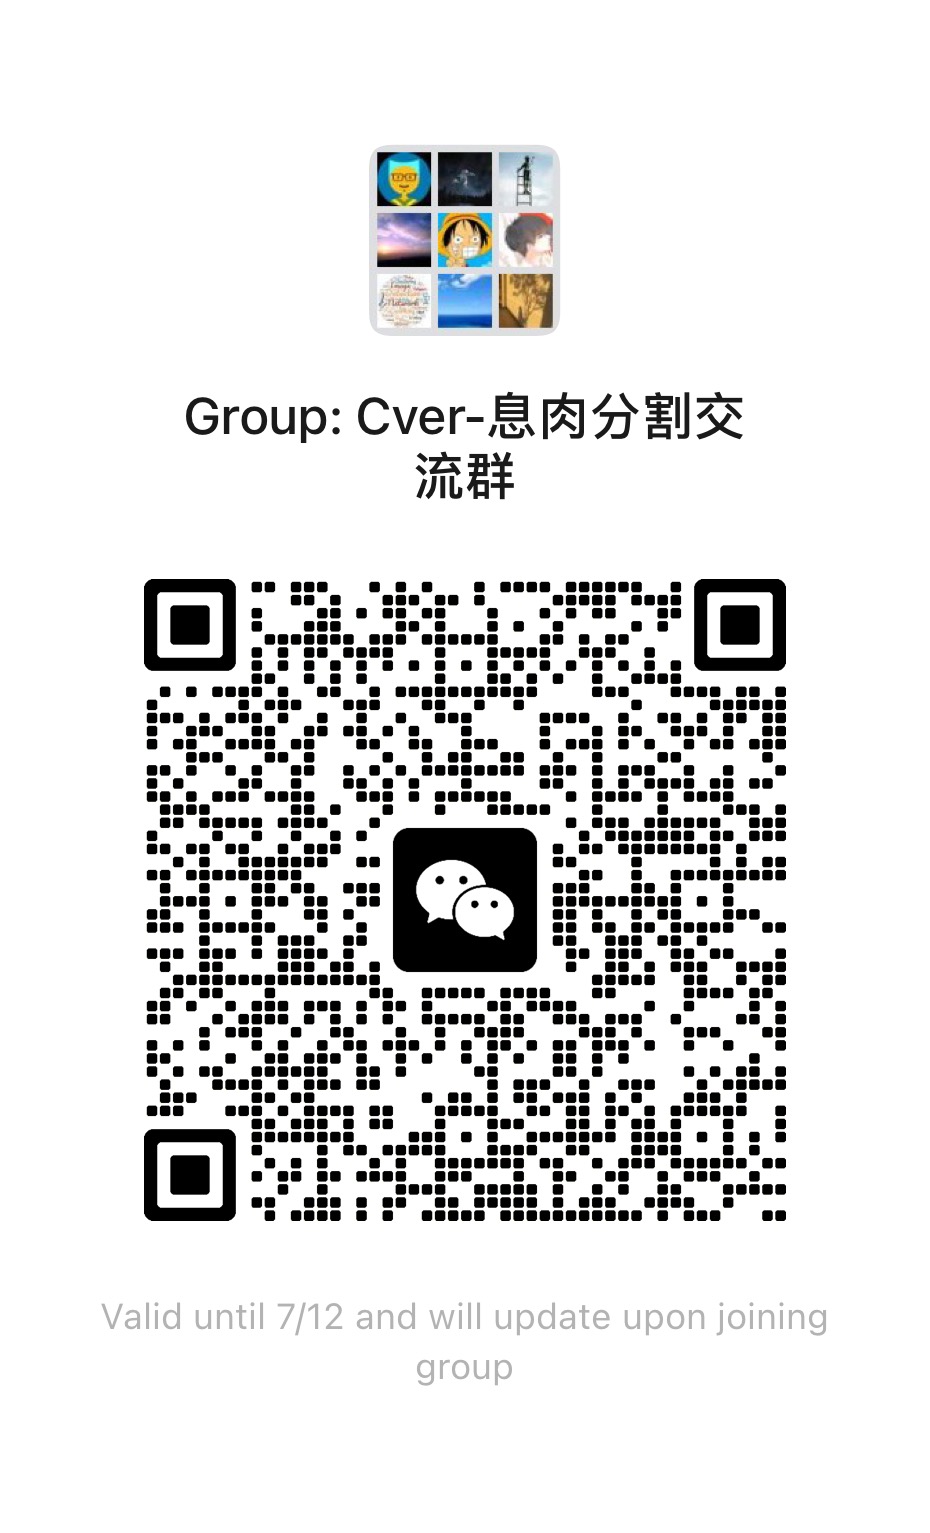 Group: Cver-息肉分割交
流群
Valid until 7/12 and will update upon joining
group